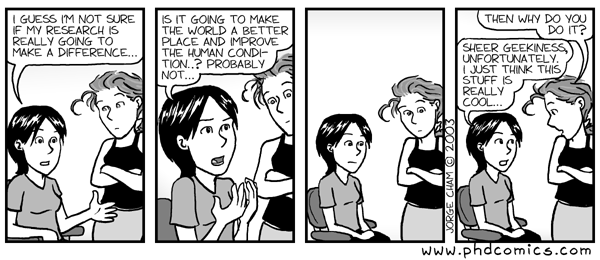 I GUESS I'M NOT SURE
IF MY RESEARCH IS
REALLY GOING TO
MAKE A DIFFERENCE...
IS IT GOING TO MAKE
THE WORLD A BETTER
PLACE AND IMPROVE
THE HUMAN CONDI-
TION..? PROBABLY
NOT...
JORGE CHAM © 2003
THEN WHY DO YOU
DO IT?
SHEER GEEKINESS,
UNFORTUNATELY.
I JUST THINK THIS
STUFF IS
REALLY
COOL...
www.phdcomics.com